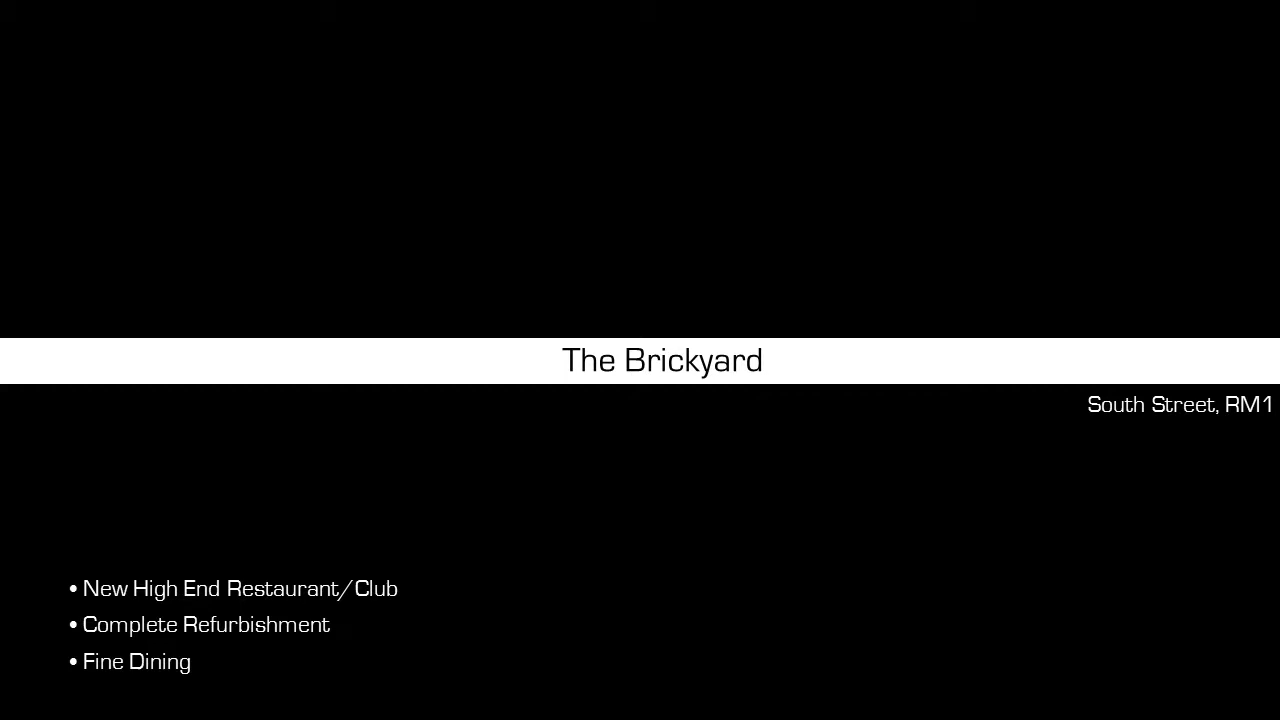 The Brickyard
South Street, RM1
• New High End Restaurant/Club
• Complete Refurbishment
• Fine Dining